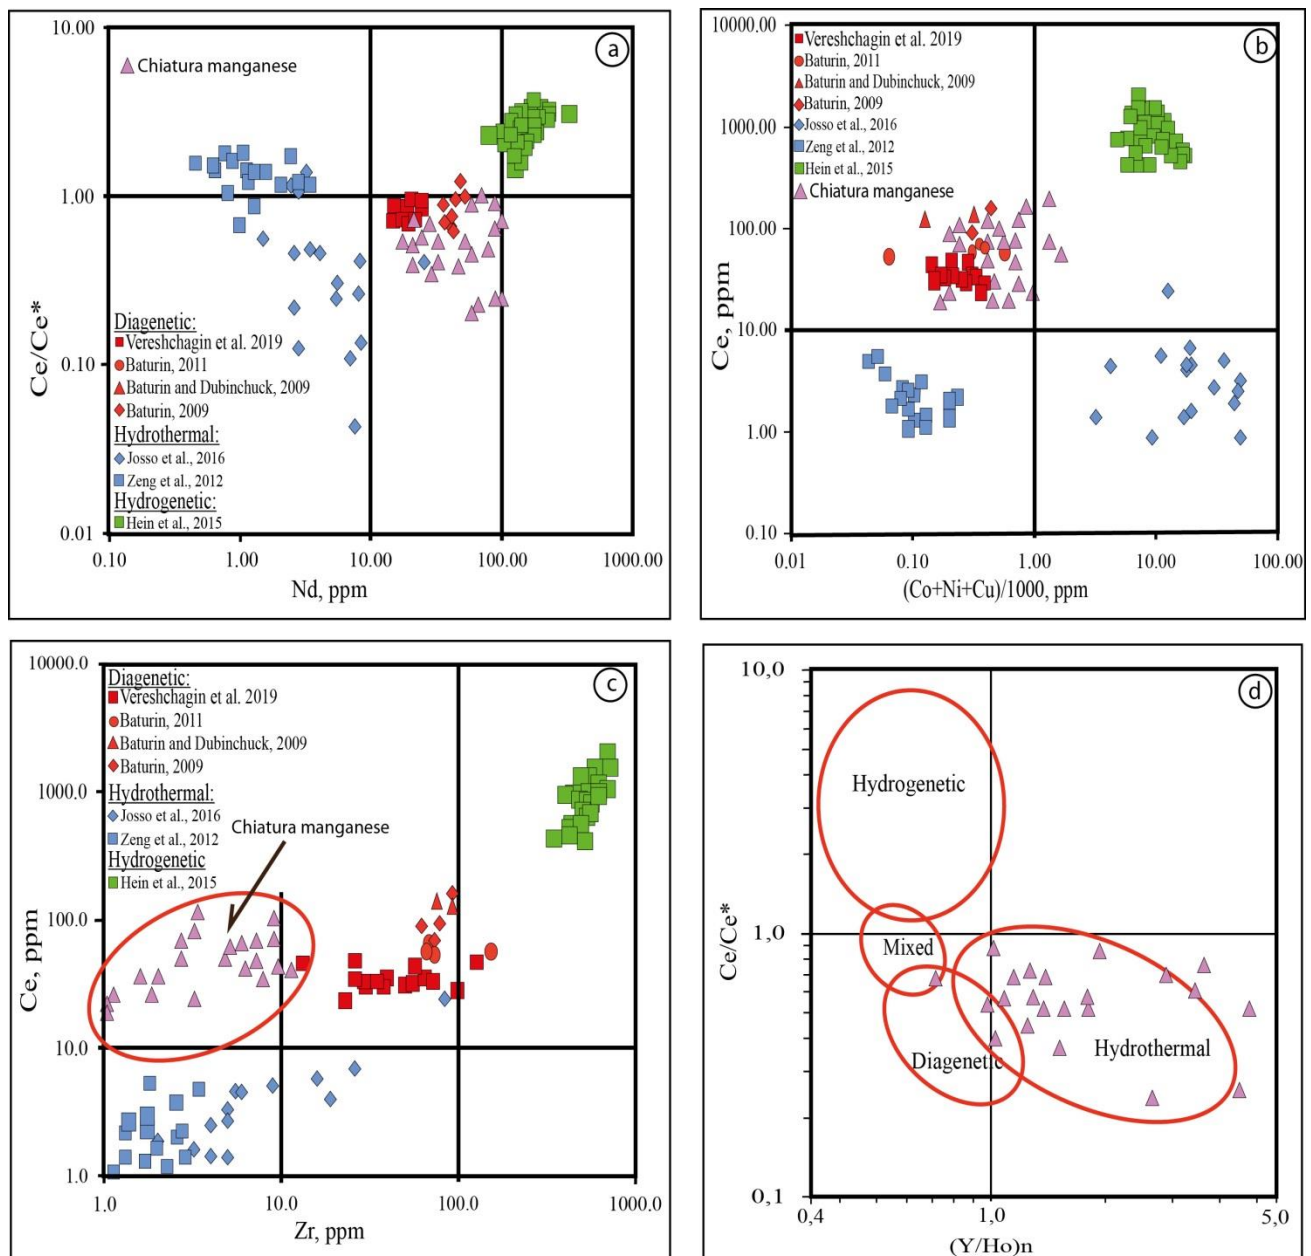 10.00
1.00
0.10
0.01
Ce/Ce*
a
Chiatura manganese
Diagenetic:
Vereshchagin et al. 2019
Baturin, 2011
Baturin and Dubinchuck, 2009
Baturin, 2009
Hydrothermal:
Josso et al., 2016
Zeng et al., 2012
Hydrogenetic:
Hein et al., 2015
0.10 1.00 10.00 100.00 1000.00
Nd, ppm
10000.00
1000.00
100.00
10.00
1.00
0.10
Ce, ppm
b
Vereshchagin et al. 2019
Baturin, 2011
Baturin and Dubinchuck, 2009
Baturin, 2009
Josso et al., 2016
Zeng et al., 2012
Hein et al., 2015
Chiatura manganese
0.01 0.10 1.00 10.00 100.00
(Co+Ni+Cu)/1000, ppm
10000.0
1000.0
100.0
10.0
1.0
Ce, ppm
c
Diagenetic:
Vereshchagin et al. 2019
Baturin, 2011
Baturin and Dubinchuck, 2009
Baturin, 2009
Hydrothermal:
Josso et al., 2016
Zeng et al., 2012
Hydrogenetic
Hein et al., 2015
Chiatura manganese
1.0 10.0 100.0 1000.0
Zr, ppm
10,0
1,0
0,1
Ce/Ce*
d
Hydrogenetic
Mixed
Diagenetic
Hydrothermal
0,4 1,0 5,0
(Y/Ho)n